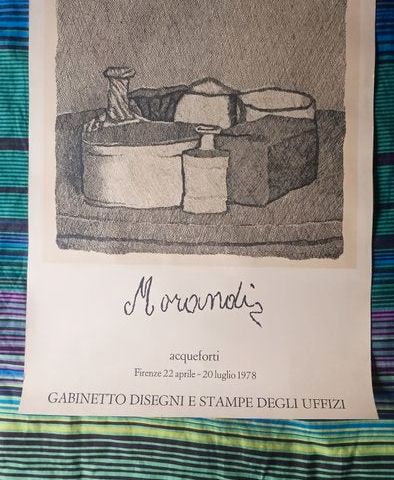 Morandi
acqueforti
Firenze 22 aprile - 20 luglio 1978
GABINETTO DISEGNI E STAMPE DEGLI UFFIZI